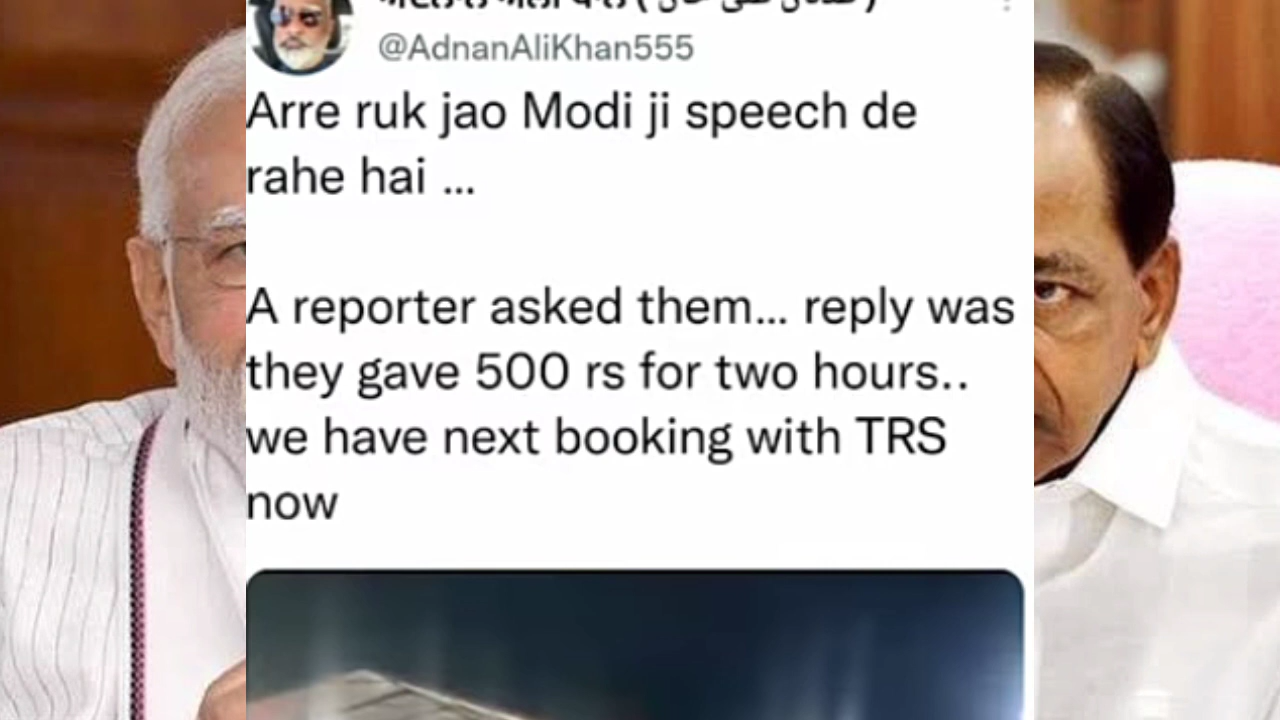 @AdnanAliKhan555
Arre ruk jao Modi ji speech de
rahe hai ...
A reporter asked them... reply was
they gave 500 rs for two hours..
we have next booking with TRS
now